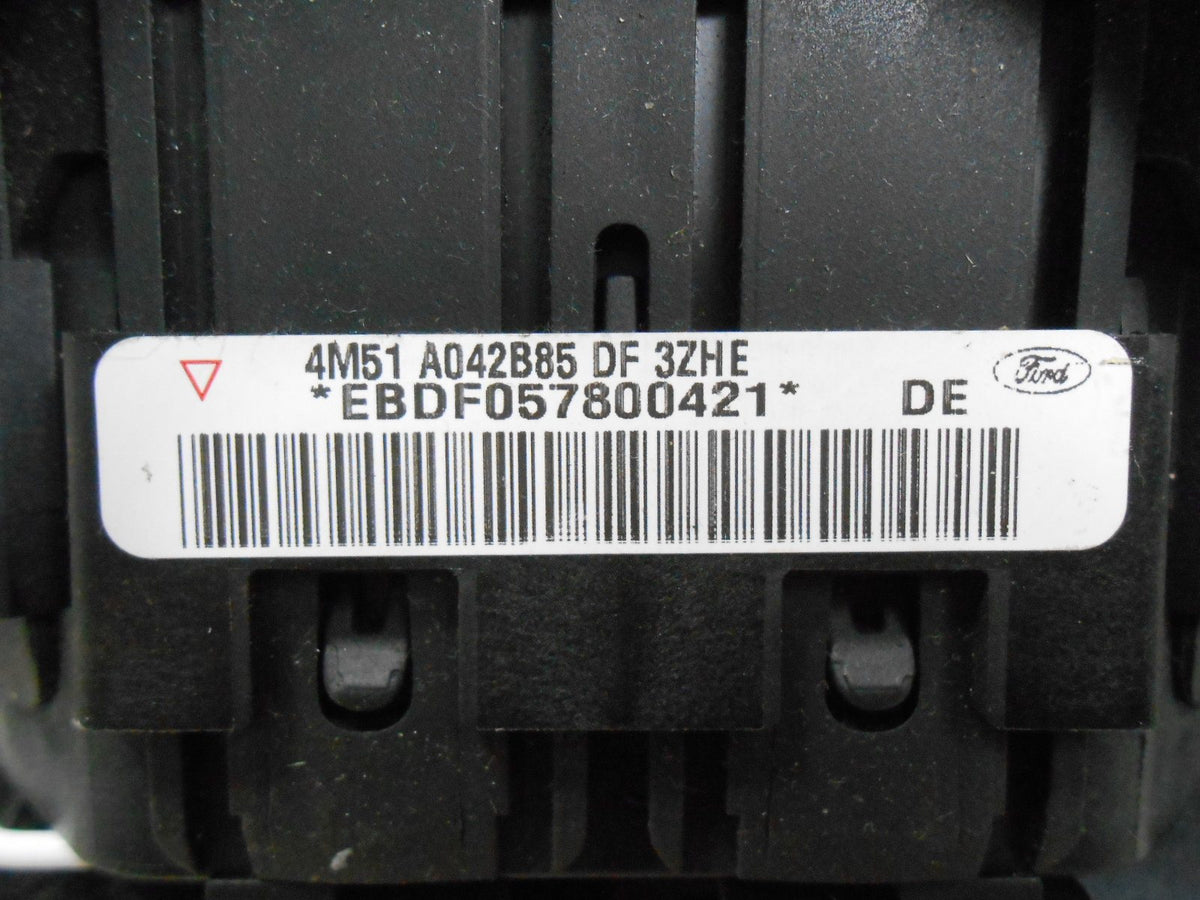 4M51 A042B85 DF 3ZHE
*EBDF057800421* DE
Ford